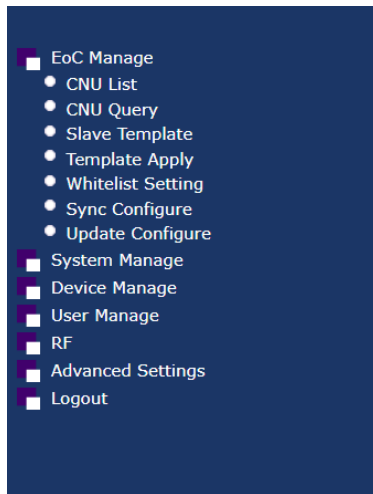 EoC Manage
CNU List
CNU Query
Slave Template
Template Apply
Whitelist Setting
Sync Configure
Update Configure
System Manage
Device Manage
User Manage
RF
Advanced Settings
Logout